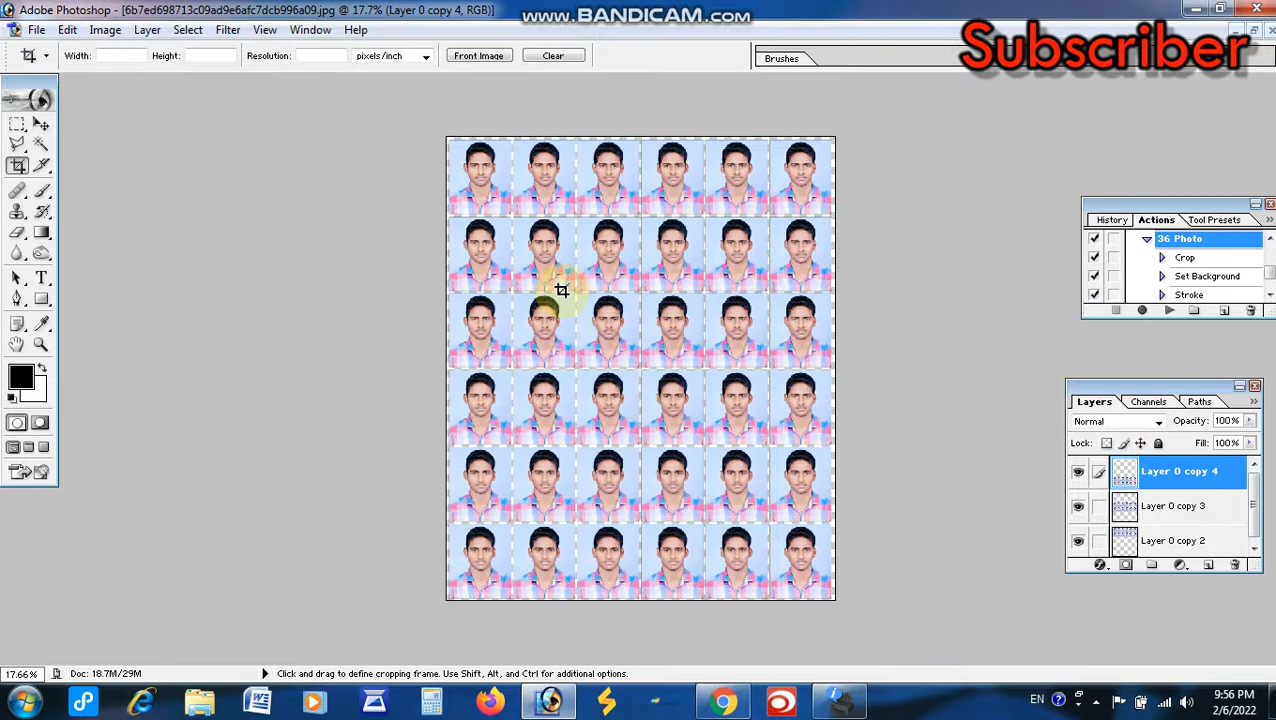 Adobe Photoshop - [6b7ed698713c09ad9e6afc7dcb996a09.jpg @ 17.7% (Layer 0 copy 4, RGB)]
www.BANDICAM.com
File Edit Image Layer Select Filter View Window Help
Subscriber
Width: Height: Resolution: pixels/inch Front Image Clear
Brushes
History Actions Tool Presets
36 Photo
Crop
Set Background
Stroke
Layers Channels Paths
Normal Opacity: 100%
Lock: Fill: 100%
Layer 0 copy 4
Layer 0 copy 3
Layer 0 copy 2
17.66% Doc: 18.7M/29M Click and drag to define cropping frame. Use Shift, Alt, and Ctrl for additional options.
EN 9:56 PM
2/6/2022